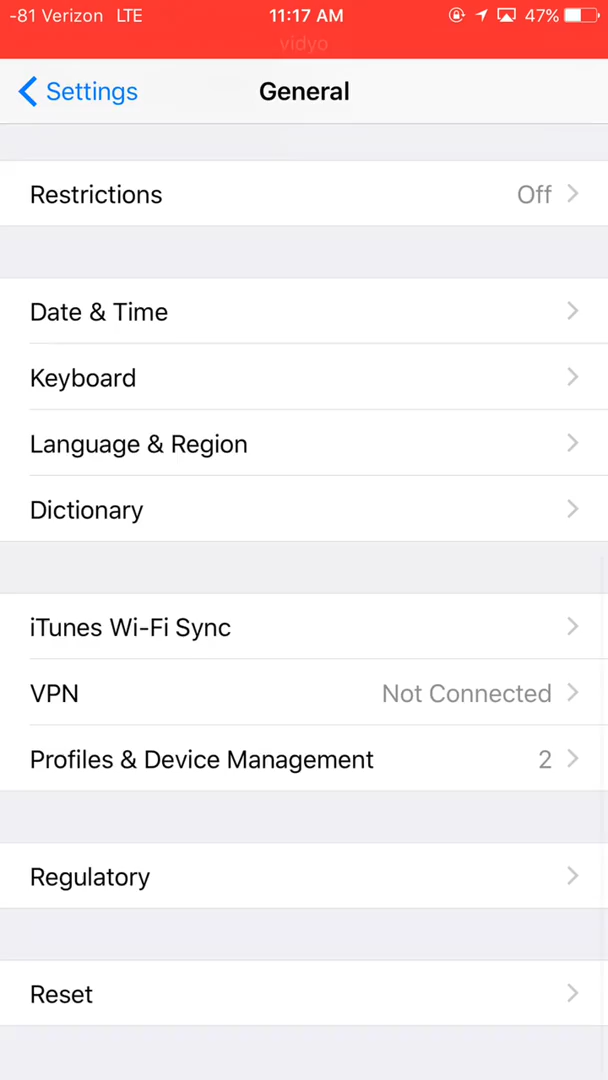 -81 Verizon LTE 11:17 AM 47%
vidyo
Settings General
Restrictions Off
Date & Time
Keyboard
Language & Region
Dictionary
iTunes Wi-Fi Sync
VPN Not Connected
Profiles & Device Management 2
Regulatory
Reset